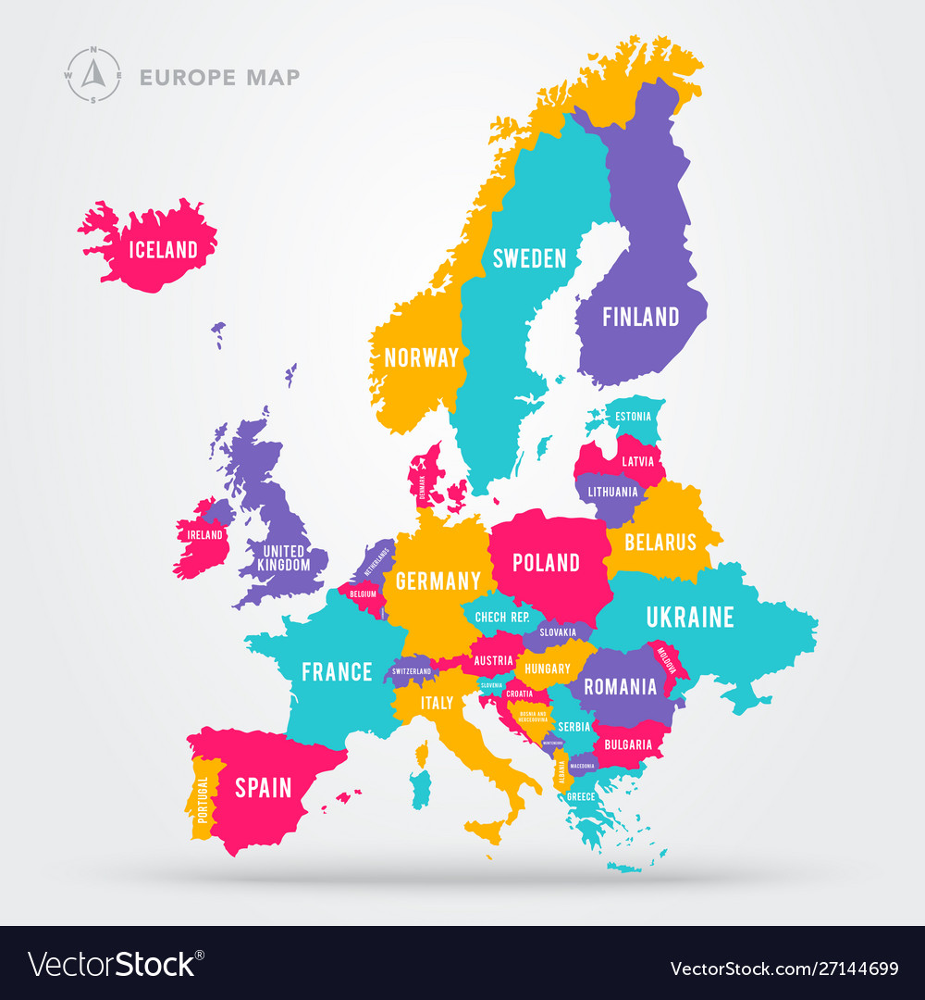 N
W E
S
EUROPE MAP
ICELAND
SWEDEN
FINLAND
NORWAY
ESTONIA
LATVIA
DENMARK
LITHUANIA
IRELAND
BELARUS
UNITED
KINGDOM
NETHERLANDS
POLAND
GERMANY
BELGIUM
UKRAINE
CHECH REP.
SLOVAKIA
AUSTRIA
MOLDOVA
FRANCE
SWITZERLAND
HUNGARY
ROMANIA
SLOVENIA
CROATIA
ITALY
BOSNIA AND
HERCEGOVINA
SERBIA
MONTENEGRO
BULGARIA
ALBANIA
MACEDONIA
SPAIN
PORTUGAL
GREECE
VectorStock®
VectorStock.com/27144699